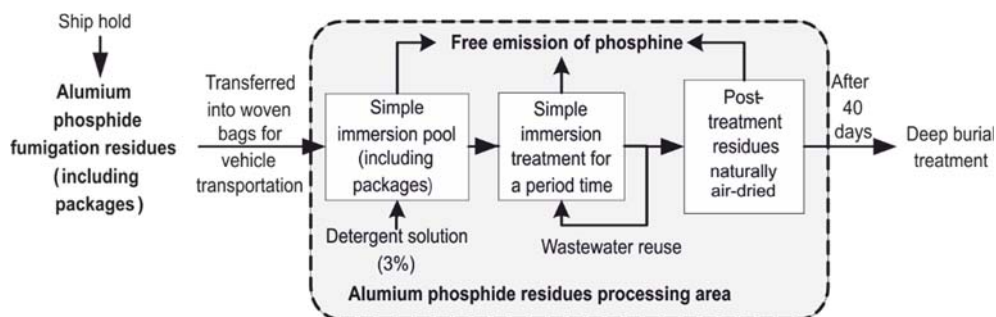 Ship hold
Alumium
phosphide
fumigation residues
(including
packages)
Transferred
into woven
bags for
vehicle
transportation
Free emission of phosphine
Simple
immersion pool
(including
packages)
Simple
immersion
treatment for
a period time
Post-
treatment
residues
naturally
air-dried
After
40
days
Deep burial
treatment
Detergent solution
(3%)
Wastewater reuse
Alumium phosphide residues processing area